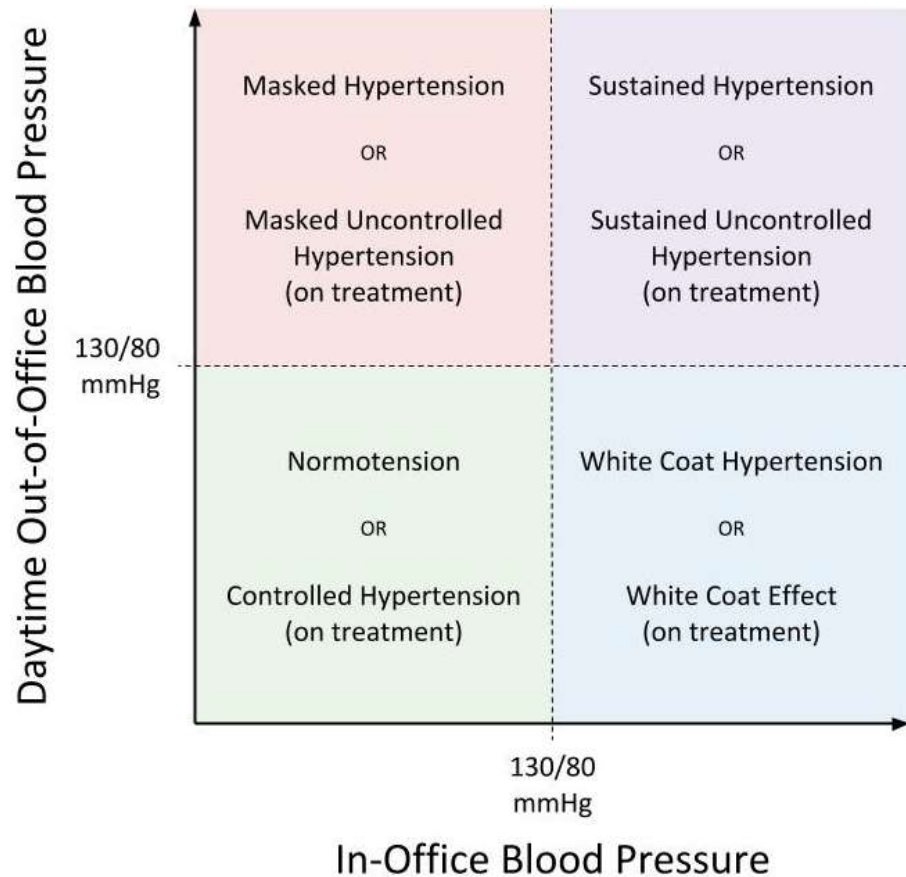 Daytime Out-of-Office Blood Pressure
Masked Hypertension
OR
Masked Uncontrolled
Hypertension
(on treatment)
Sustained Hypertension
OR
Sustained Uncontrolled
Hypertension
(on treatment)
130/80
mmHg
Normotension
OR
Controlled Hypertension
(on treatment)
White Coat Hypertension
OR
White Coat Effect
(on treatment)
130/80
mmHg
In-Office Blood Pressure